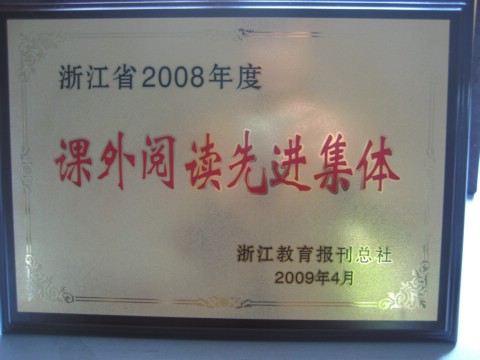 浙江省2008年度
课外阅读先进集体
浙江教育报刊总社
2009年4月